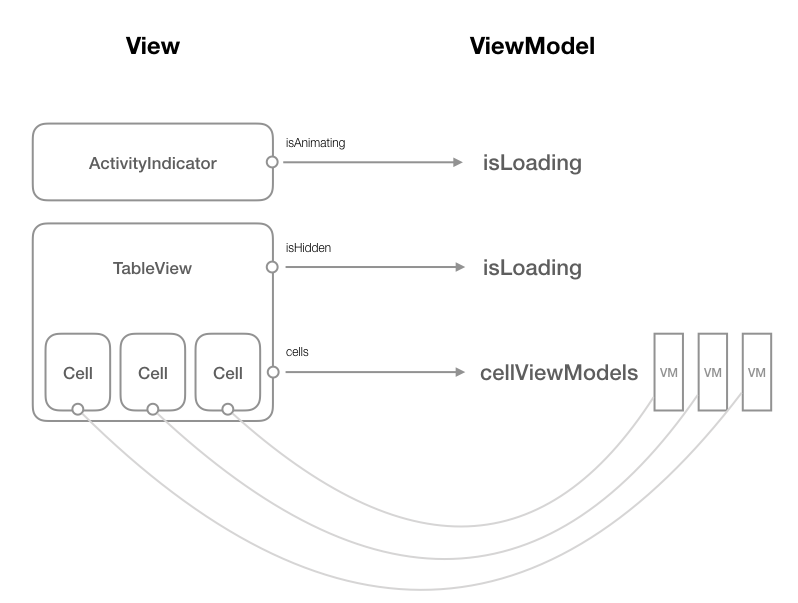 View
ViewModel
isAnimating
ActivityIndicator
isLoading
isHidden
TableView
isLoading
cells
Cell
Cell
Cell
cellViewModels
VM
VM
VM